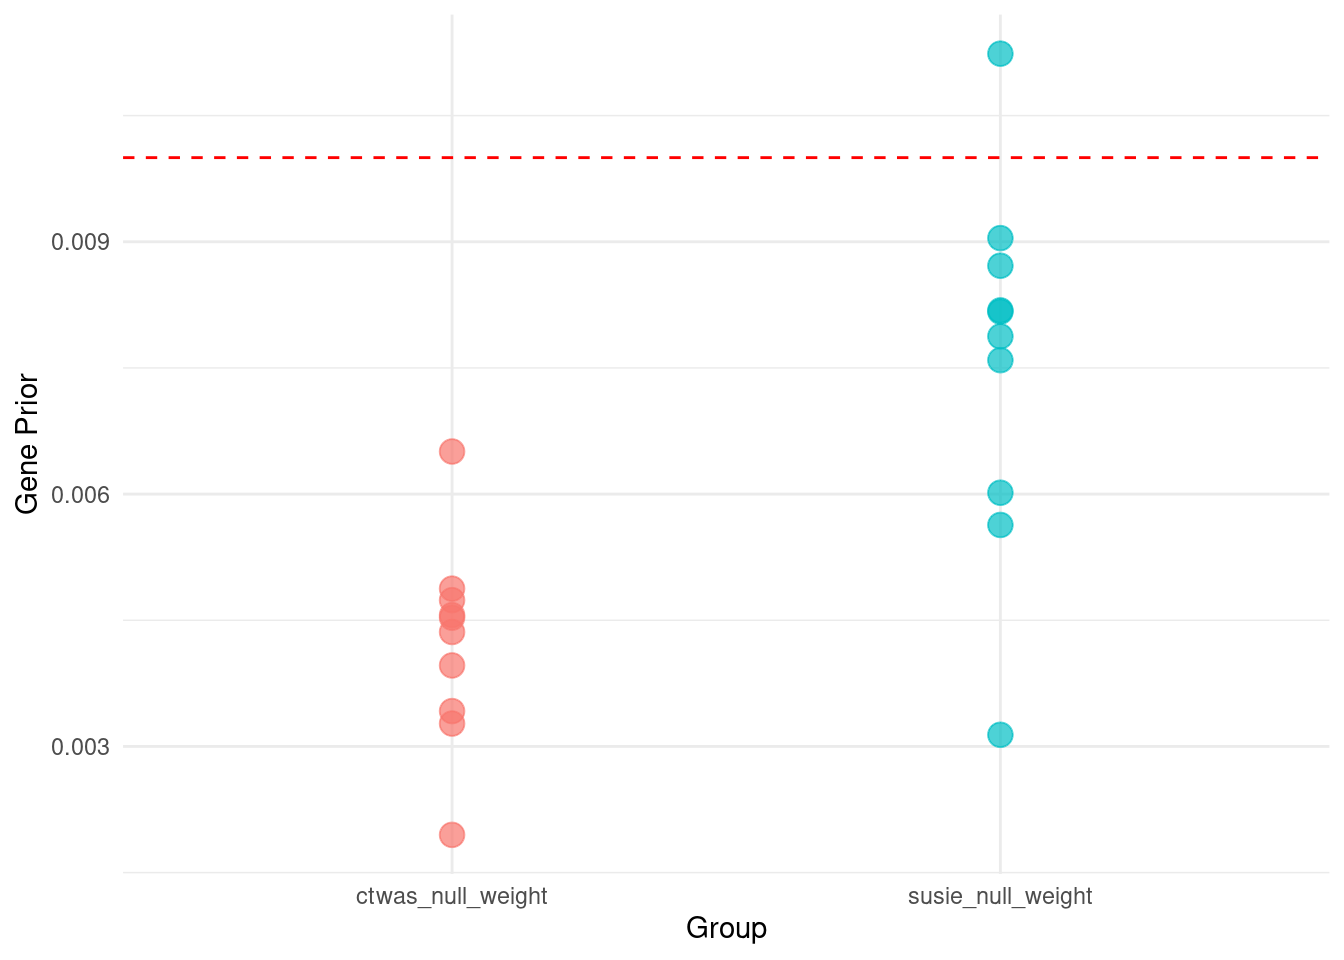 Gene Prior
0.009
0.006
0.003
ctwas_null_weight
susie_null_weight
Group